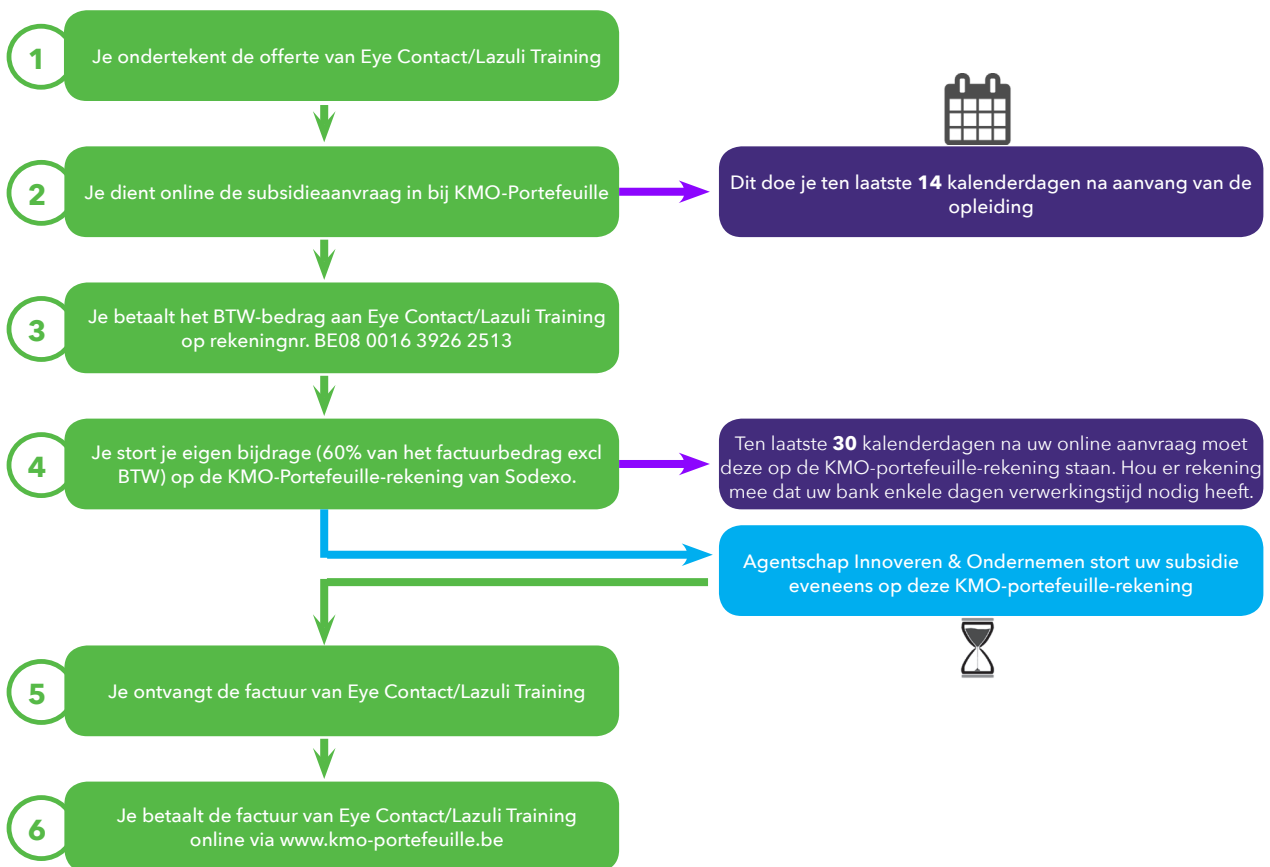 1
Je ondertekent de offerte van Eye Contact/Lazuli Training
2
Je dient online de subsidieaanvraag in bij KMO-Portefeuille
Dit doe je ten laatste 14 kalenderdagen na aanvang van de
opleiding
3
Je betaalt het BTW-bedrag aan Eye Contact/Lazuli Training
op rekeningnr. BE08 0016 3926 2513
4
Je stort je eigen bijdrage (60% van het factuurbedrag excl
BTW) op de KMO-Portefeuille-rekening van Sodexo.
Ten laatste 30 kalenderdagen na uw online aanvraag moet
deze op de KMO-portefeuille-rekening staan. Hou er rekening
mee dat uw bank enkele dagen verwerkingstijd nodig heeft.
Agentschap Innoveren & Ondernemen stort uw subsidie
eveneens op deze KMO-portefeuille-rekening
5
Je ontvangt de factuur van Eye Contact/Lazuli Training
6
Je betaalt de factuur van Eye Contact/Lazuli Training
online via www.kmo-portefeuille.be